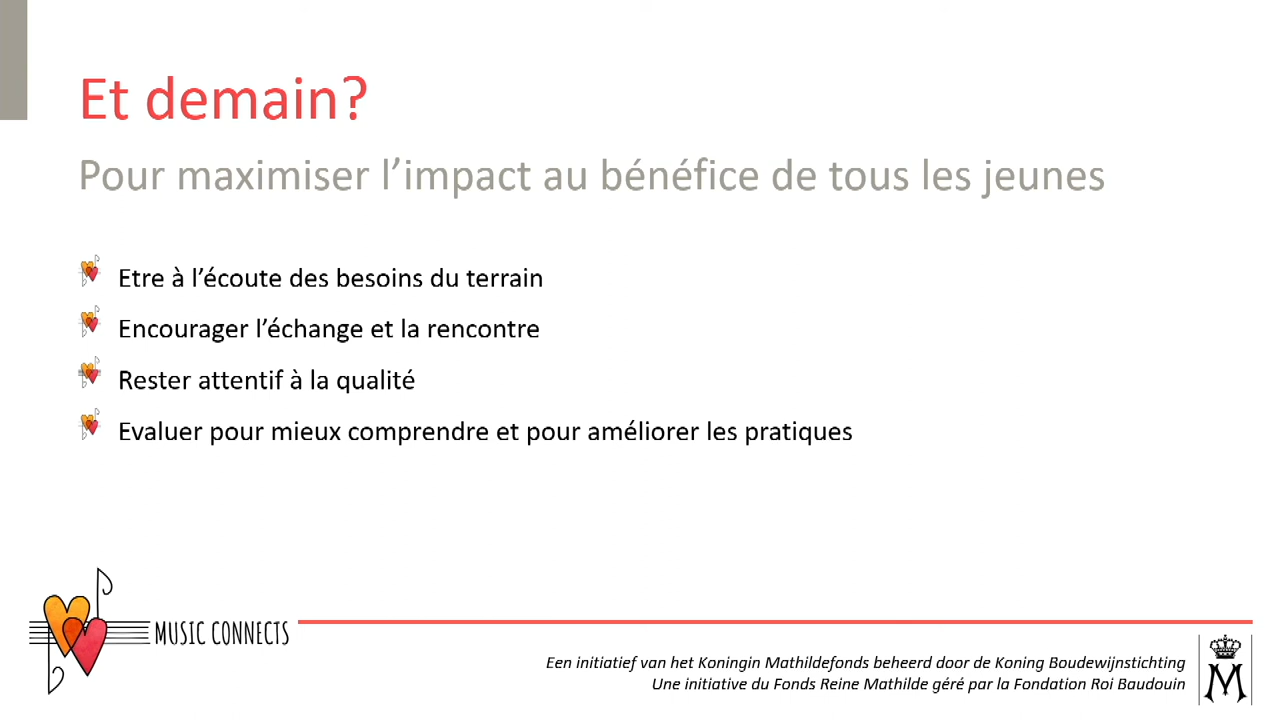 Et demain?
Pour maximiser l’impact au bénéfice de tous les jeunes
Etre à l’écoute des besoins du terrain
Encourager l’échange et la rencontre
Rester attentif à la qualité
Evaluer pour mieux comprendre et pour améliorer les pratiques
MUSIC CONNECTS
Een initiatief van het Koningin Mathildefonds beheerd door de Koning Boudewijnstichting
Une initiative du Fonds Reine Mathilde géré par la Fondation Roi Baudouin
M